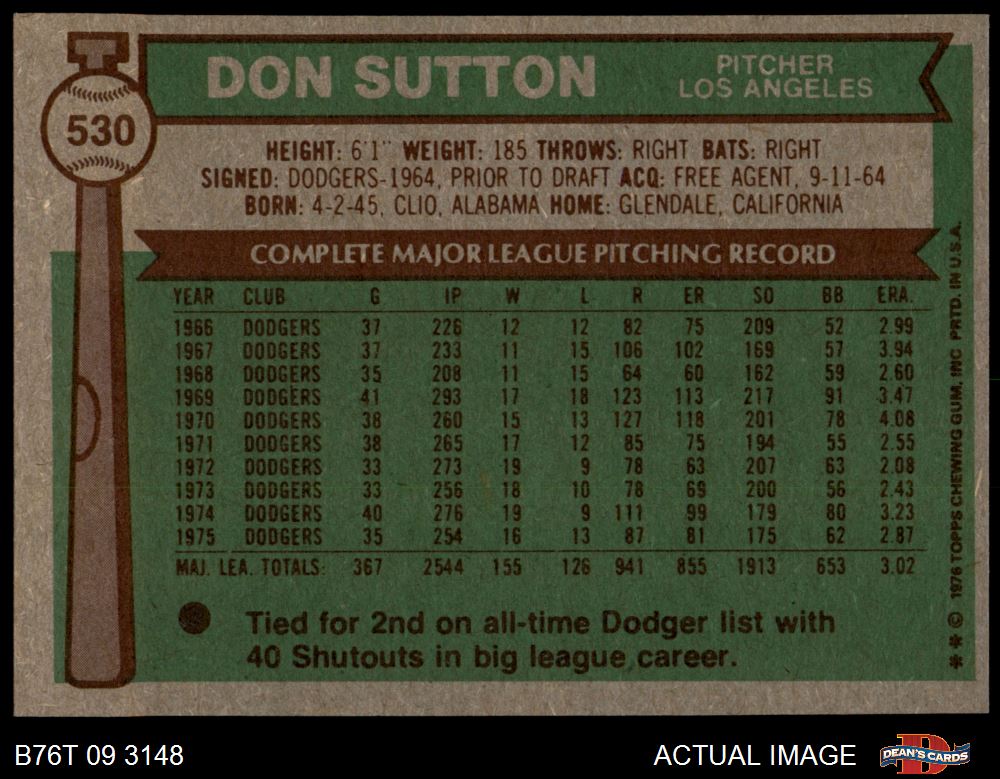 DON SUTTON
PITCHER
LOS ANGELES
530
HEIGHT: 6'1" WEIGHT: 185 THROWS: RIGHT BATS: RIGHT
SIGNED: DODGERS-1964, PRIOR TO DRAFT ACQ: FREE AGENT, 9-11-64
BORN: 4-2-45, CLIO, ALABAMA HOME: GLENDALE, CALIFORNIA
COMPLETE MAJOR LEAGUE PITCHING RECORD
YEAR CLUB G IP W L R ER SO BB ERA.
1966 DODGERS 37 226 12 12 82 75 209 52 2.99
1967 DODGERS 37 233 11 15 106 102 169 57 3.94
1968 DODGERS 35 208 11 15 64 60 162 59 2.60
1969 DODGERS 41 293 17 18 123 113 217 91 3.47
1970 DODGERS 38 260 15 13 127 118 201 78 4.08
1971 DODGERS 38 265 17 12 85 75 194 55 2.55
1972 DODGERS 33 273 19 9 78 63 207 63 2.08
1973 DODGERS 33 256 18 10 78 69 200 56 2.43
1974 DODGERS 40 276 19 9 111 99 179 80 3.23
1975 DODGERS 35 254 16 13 87 81 175 62 2.87
MAJ. LEA. TOTALS: 367 2544 155 126 941 855 1913 653 3.02
Tied for 2nd on all-time Dodger list with
40 Shutouts in big league career.
** © 1976 TOPPS CHEWING GUM, INC PRTD. IN U.S.A.
B76T 09 3148
ACTUAL IMAGE
DEAN'S CARDS